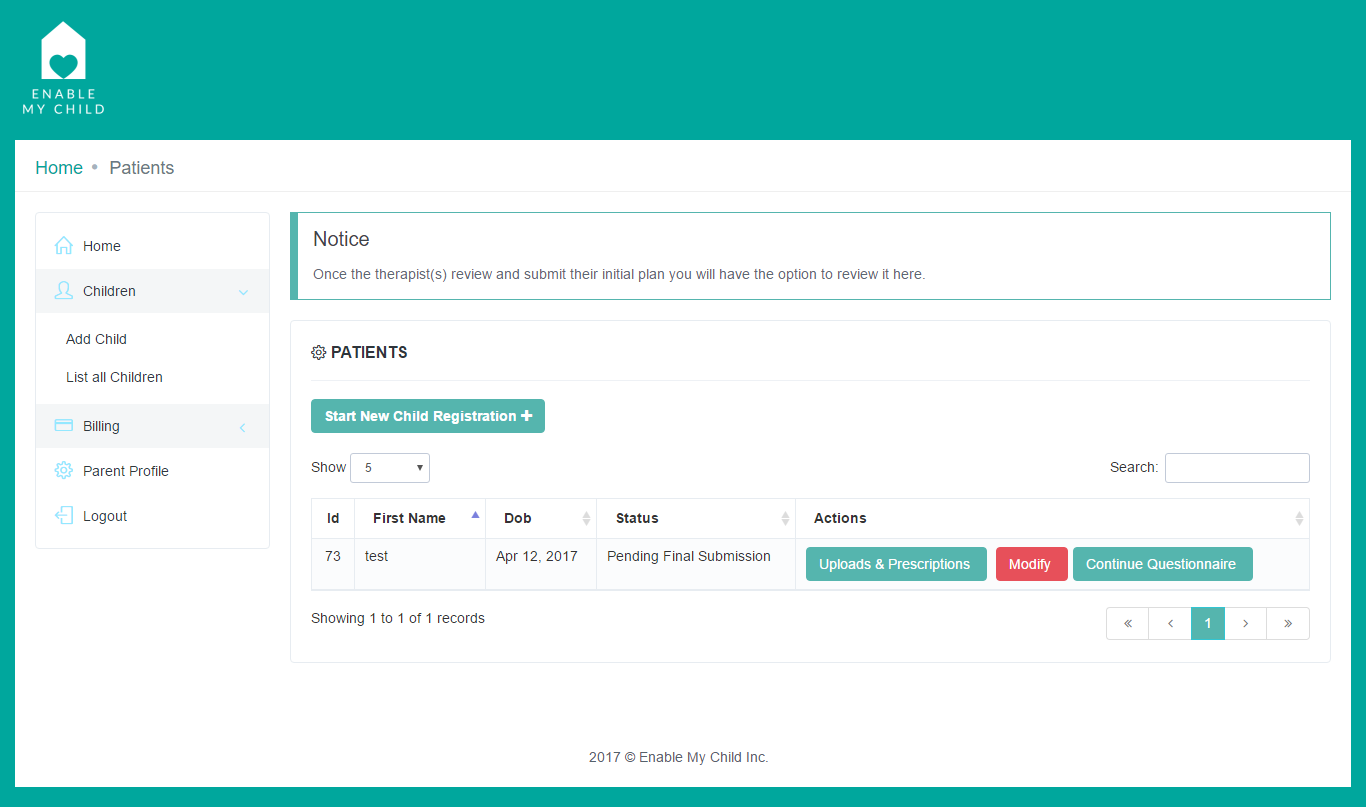 ENABLE
MY CHILD
Home • Patients
Home
Children
Add Child
List all Children
Billing
Parent Profile
Logout
Notice
Once the therapist(s) review and submit their initial plan you will have the option to review it here.
PATIENTS
Start New Child Registration +
Show 5 Search:
Id First Name Dob Status Actions
73 test Apr 12, 2017 Pending Final Submission Uploads & Prescriptions Modify Continue Questionnaire
Showing 1 to 1 of 1 records
« ‹ 1 › »
2017 © Enable My Child Inc.